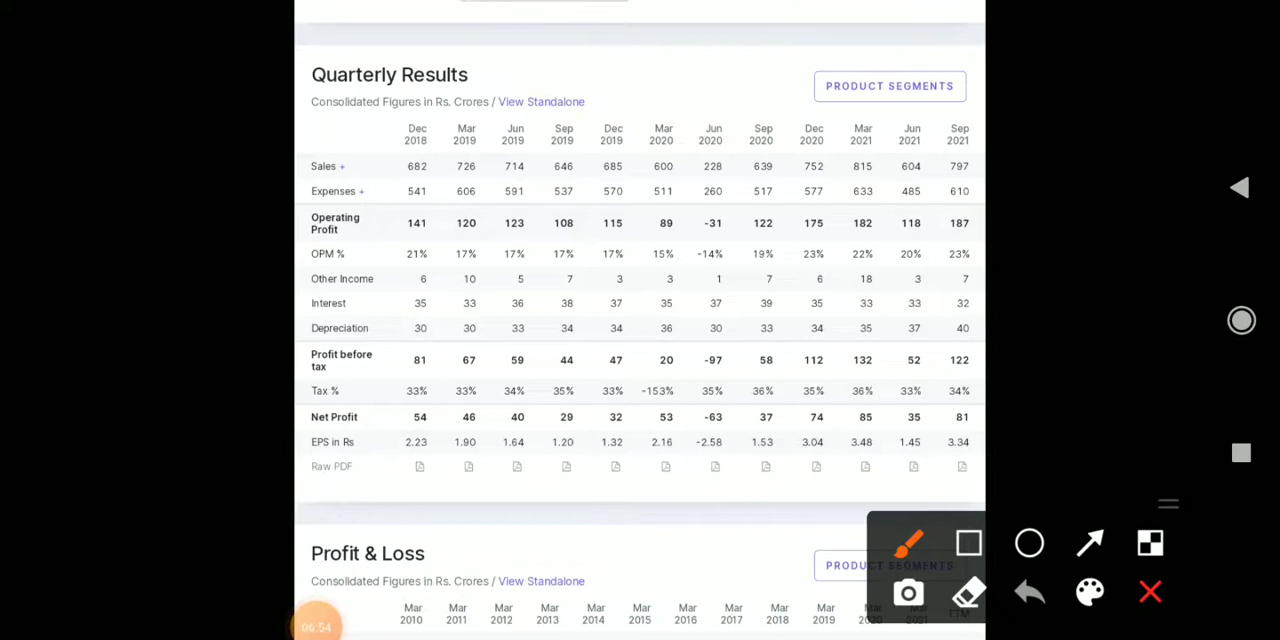 Quarterly Results
PRODUCT SEGMENTS
Consolidated Figures in Rs. Crores / View Standalone
Dec 2018 Mar 2019 Jun 2019 Sep 2019 Dec 2019 Mar 2020 Jun 2020 Sep 2020 Dec 2020 Mar 2021 Jun 2021 Sep 2021
Sales + 682 726 714 646 685 600 228 639 752 815 604 797
Expenses + 541 606 591 537 570 511 260 517 577 633 485 610
Operating Profit 141 120 123 108 115 89 -31 122 175 182 118 187
OPM % 21% 17% 17% 17% 17% 15% -14% 19% 23% 22% 20% 23%
Other Income 6 10 5 7 3 3 1 7 6 18 3 7
Interest 35 33 36 38 37 35 37 39 35 33 33 32
Depreciation 30 30 33 34 34 36 30 33 34 35 37 40
Profit before tax 81 67 59 44 47 20 -97 58 112 132 52 122
Tax % 33% 33% 34% 35% 33% -153% 35% 36% 35% 36% 33% 34%
Net Profit 54 46 40 29 32 53 -63 37 74 85 35 81
EPS in Rs 2.23 1.90 1.64 1.20 1.32 2.16 -2.58 1.53 3.04 3.48 1.45 3.34
Raw PDF
Profit & Loss
PRODUCT SEGMENTS
Consolidated Figures in Rs. Crores / View Standalone
Mar 2010 Mar 2011 Mar 2012 Mar 2013 Mar 2014 Mar 2015 Mar 2016 Mar 2017 Mar 2018 Mar 2019 Mar 2020 Mar 2021 TTM
06:54